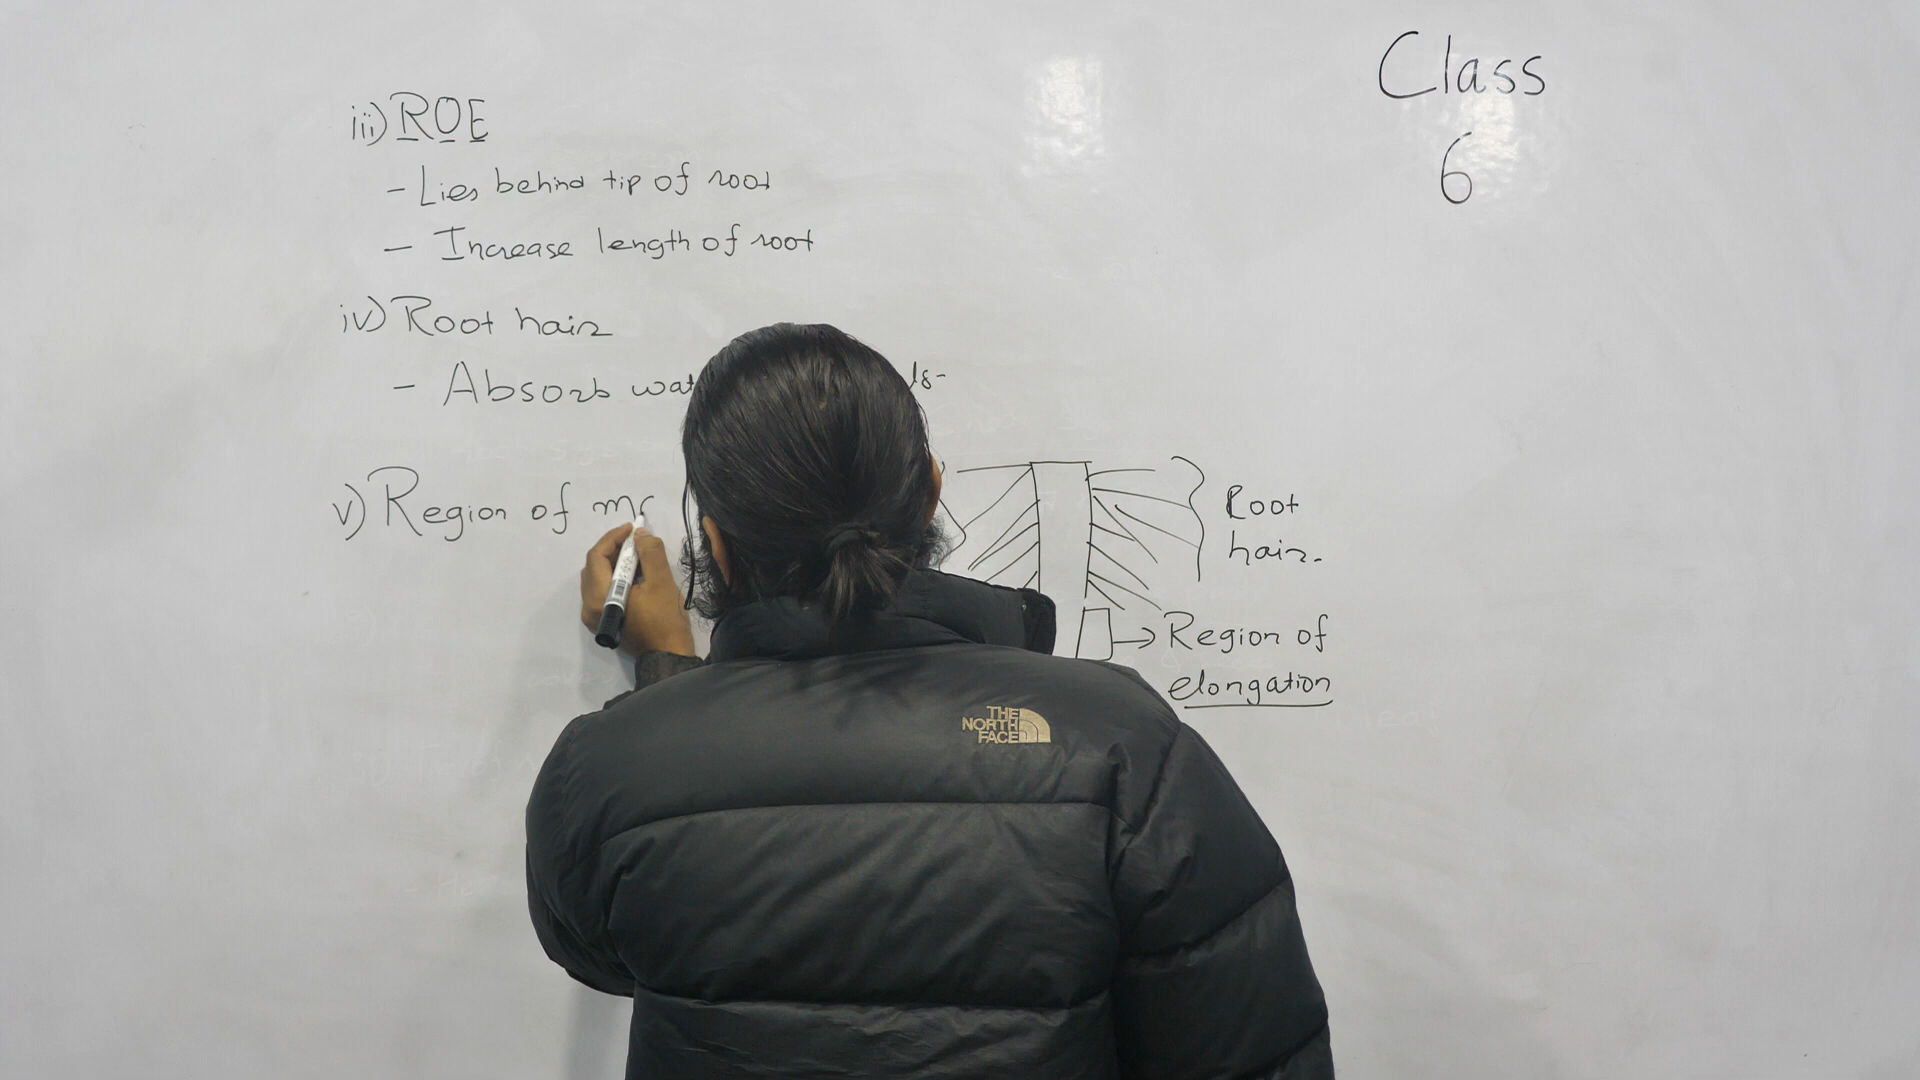 Class
6
iii) ROE
- Lies behind tip of root
- Increase length of root
iv) Root hair
- Absorb
v) Region of
Root
hair.
Region of
elongation
THE
NORTH
FACE